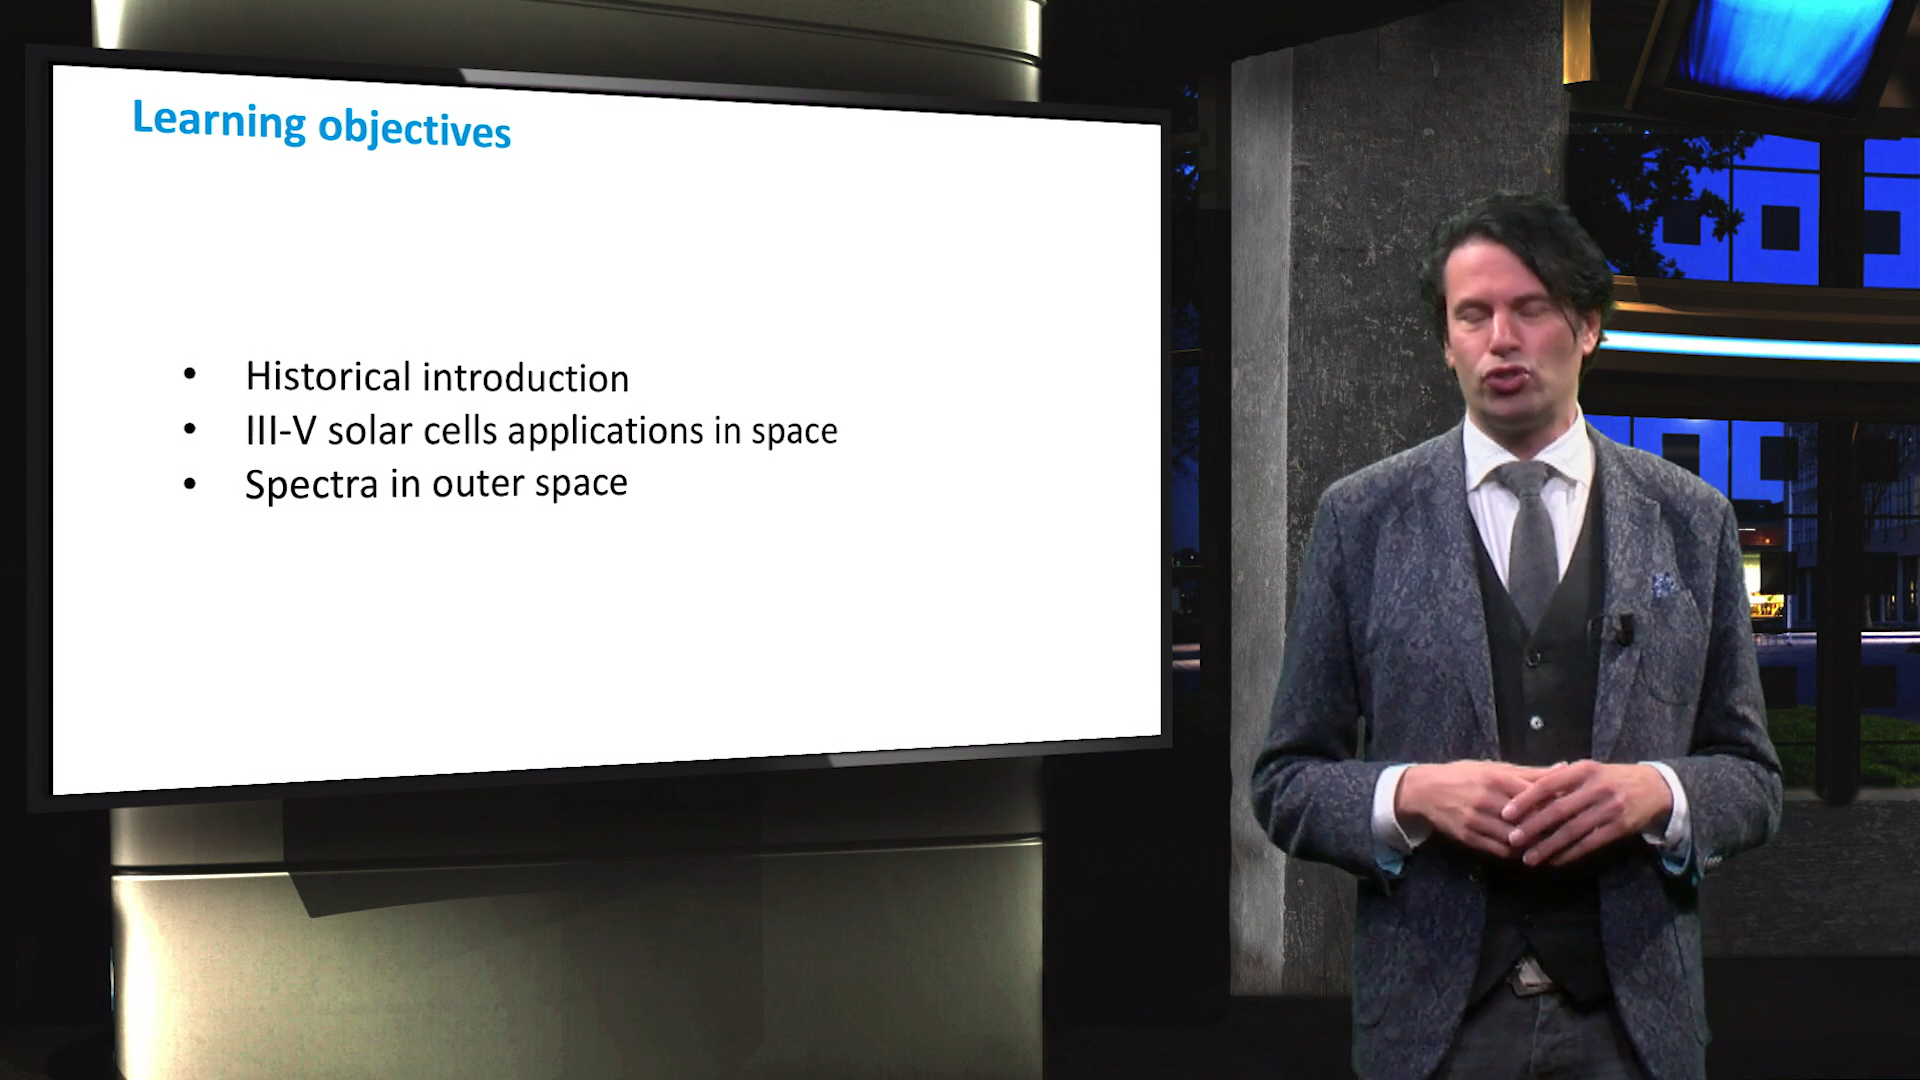 Learning objectives
• Historical introduction
• III-V solar cells applications in space
• Spectra in outer space